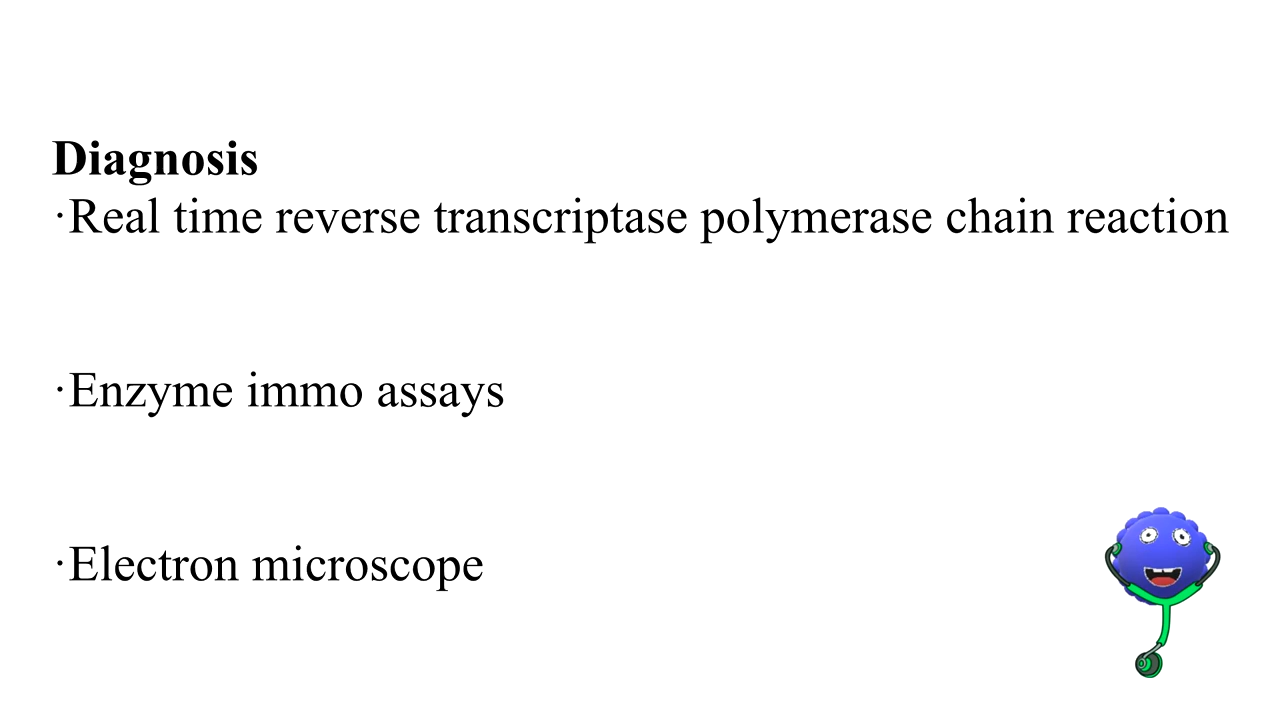 Diagnosis
·Real time reverse transcriptase polymerase chain reaction
·Enzyme immo assays
·Electron microscope